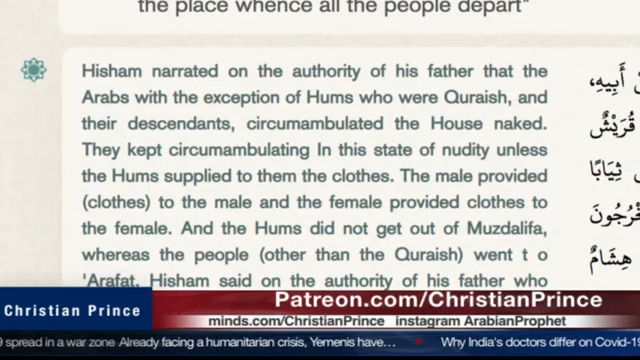 the place whence all the people depart"
Hisham narrated on the authority of his father that the
Arabs with the exception of Hums who were Quraish, and
their descendants, circumambulated the House naked.
They kept circumambulating In this state of nudity unless
the Hums supplied to them the clothes. The male provided
(clothes) to the male and the female provided clothes to
the female. And the Hums did not get out of Muzdalifa,
whereas the people (other than the Quraish) went t o
'Arafat. Hisham said on the authority of his father who
أَبِيهِ،
قُرَيْشٌ
ثِيَابًا
هِشَامٌ
Christian Prince
Patreon.com/ChristianPrince
minds.com/ChristianPrince instagram ArabianProphet
9 spread in a war zone Already facing a humanitarian crisis, Yemenis have... Why India's doctors differ on Covid-19